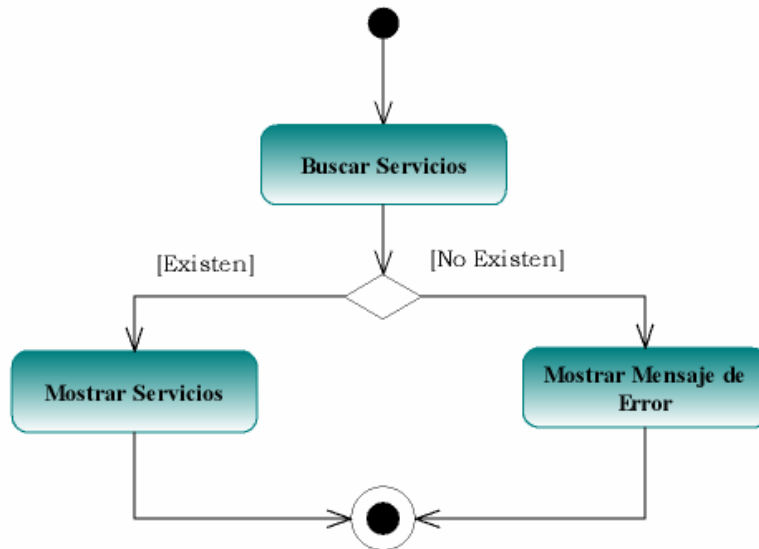 Buscar Servicios
[Existen]
[No Existen]
Mostrar Servicios
Mostrar Mensaje de
Error